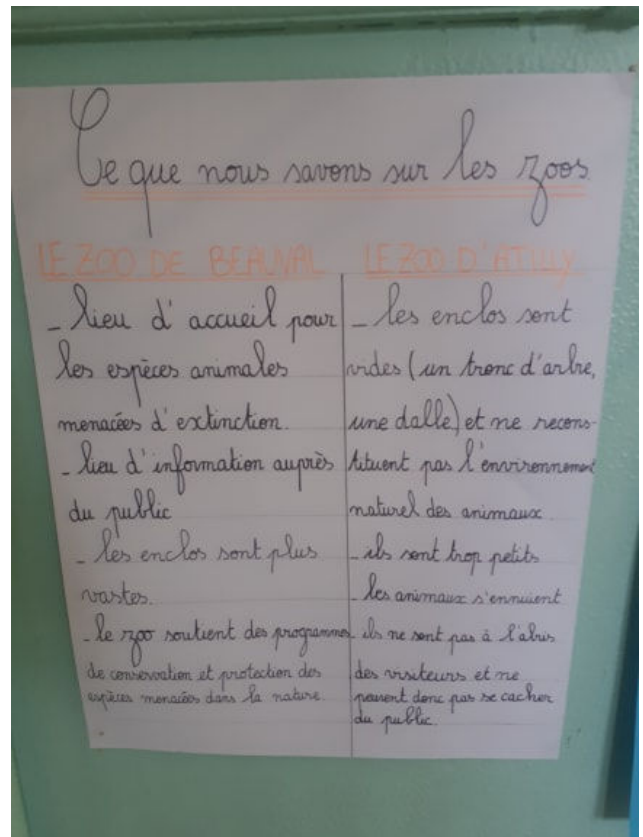 Ce que nous savons sur les zoos.
LE ZOO DE BEAUVAL
_ lieu d'accueil pour
les espèces animales
menacées d'extinction.
_ lieu d'information auprès
du public
_ les enclos sont plus
vastes.
_ le zoo soutient des programmes
de conservation et protection des
espèces menacées dans la nature.
LE ZOO D'ATILLY
_ les enclos sont
vides (un tronc d'arbre,
une dalle) et ne recons-
tituent pas l'environnement
naturel des animaux.
_ ils sont trop petits
_ les animaux s'ennuient
_ ils ne sont pas à l'abris
des visiteurs et ne
peuvent donc pas se cacher
du public.